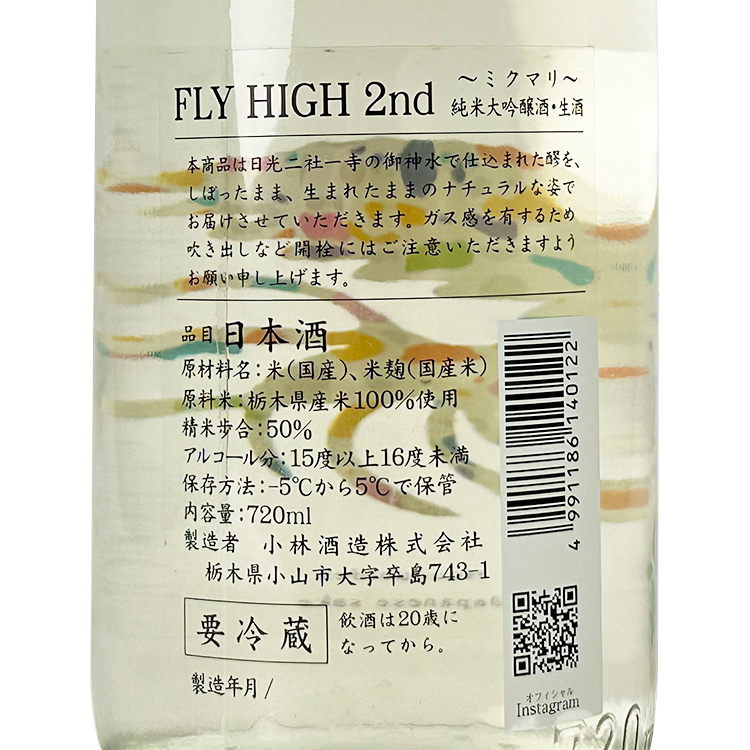 ～ミクマリ～
FLY HIGH 2nd 純米大吟醸酒・生酒
本商品は日光二社一寺の御神水で仕込まれた醪を、
しぼったまま、生まれたままのナチュラルな姿で
お届けさせていただきます。ガス感を有するため
吹き出しなど開栓にはご注意いただきますよう
お願い申し上げます。
品目 日本酒
原材料名：米（国産）、米麹（国産米）
原料米：栃木県産米100%使用
精米歩合：50%
アルコール分：15度以上16度未満
保存方法：-5℃から5℃で保管
内容量：720ml
製造者 小林酒造株式会社
栃木県小山市大字卒島743-1
Japanese sake
要冷蔵
飲酒は20歳に
なってから。
製造年月/
4991186140122
オフィシャル
Instagram
720m